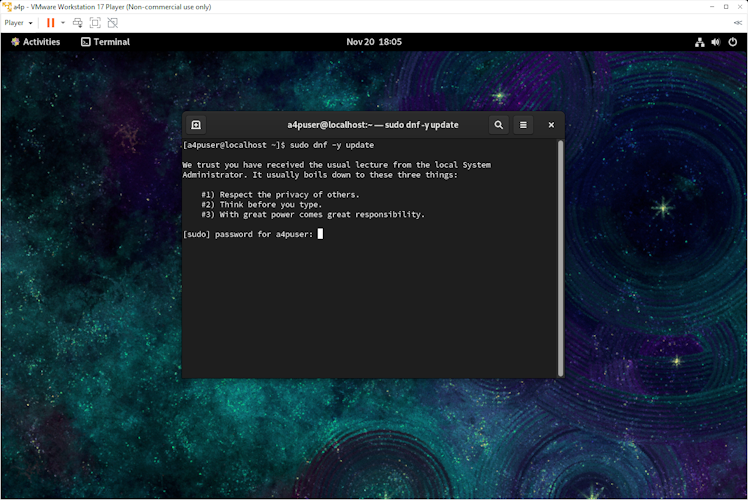 a4p - VMware Workstation 17 Player (Non-commercial use only)
Player
Activities Terminal Nov 20 18:05
a4puser@localhost:~ — sudo dnf -y update
[a4puser@localhost ~]$ sudo dnf -y update
We trust you have received the usual lecture from the local System
Administrator. It usually boils down to these three things:
#1) Respect the privacy of others.
#2) Think before you type.
#3) With great power comes great responsibility.
[sudo] password for a4puser: